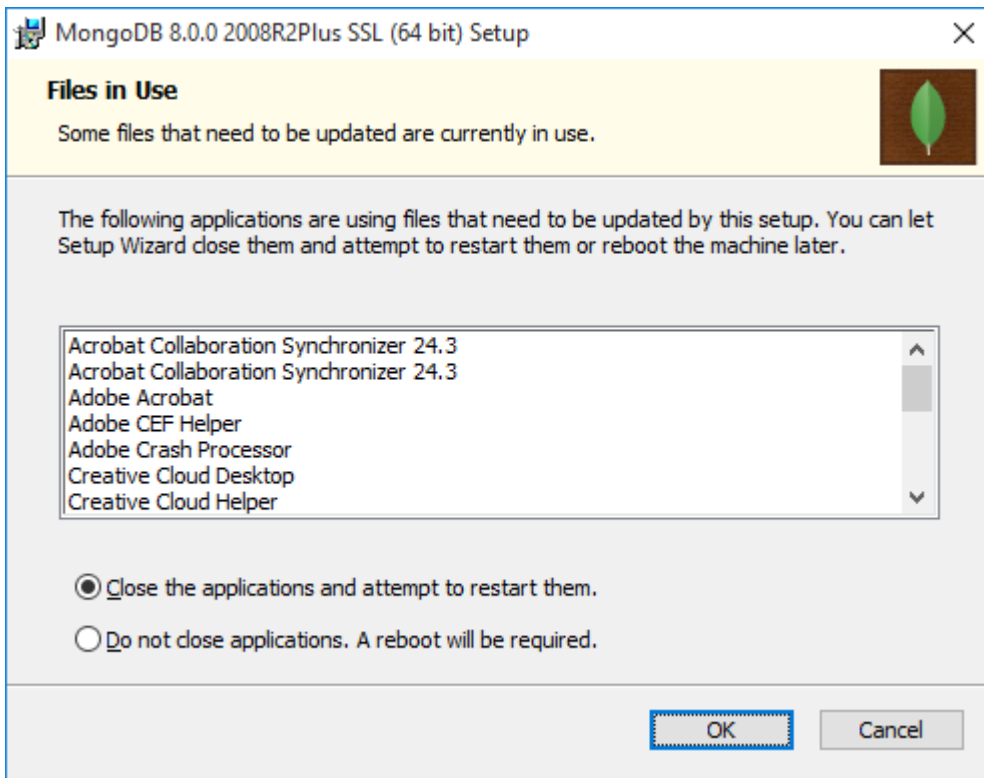 MongoDB 8.0.0 2008R2Plus SSL (64 bit) Setup
Files in Use
Some files that need to be updated are currently in use.
The following applications are using files that need to be updated by this setup. You can let
Setup Wizard close them and attempt to restart them or reboot the machine later.
Acrobat Collaboration Synchronizer 24.3
Acrobat Collaboration Synchronizer 24.3
Adobe Acrobat
Adobe CEF Helper
Adobe Crash Processor
Creative Cloud Desktop
Creative Cloud Helper
Close the applications and attempt to restart them.
Do not close applications. A reboot will be required.
OK Cancel